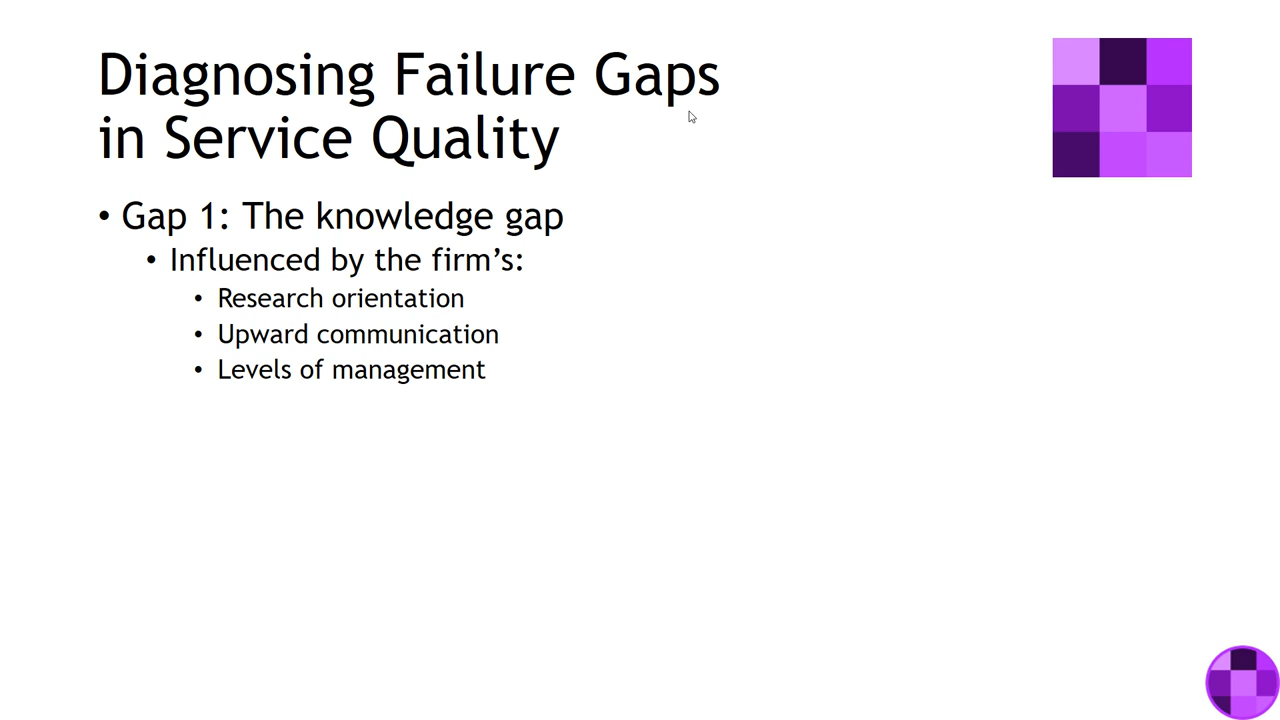 Diagnosing Failure Gaps
in Service Quality
• Gap 1: The knowledge gap
• Influenced by the firm’s:
• Research orientation
• Upward communication
• Levels of management